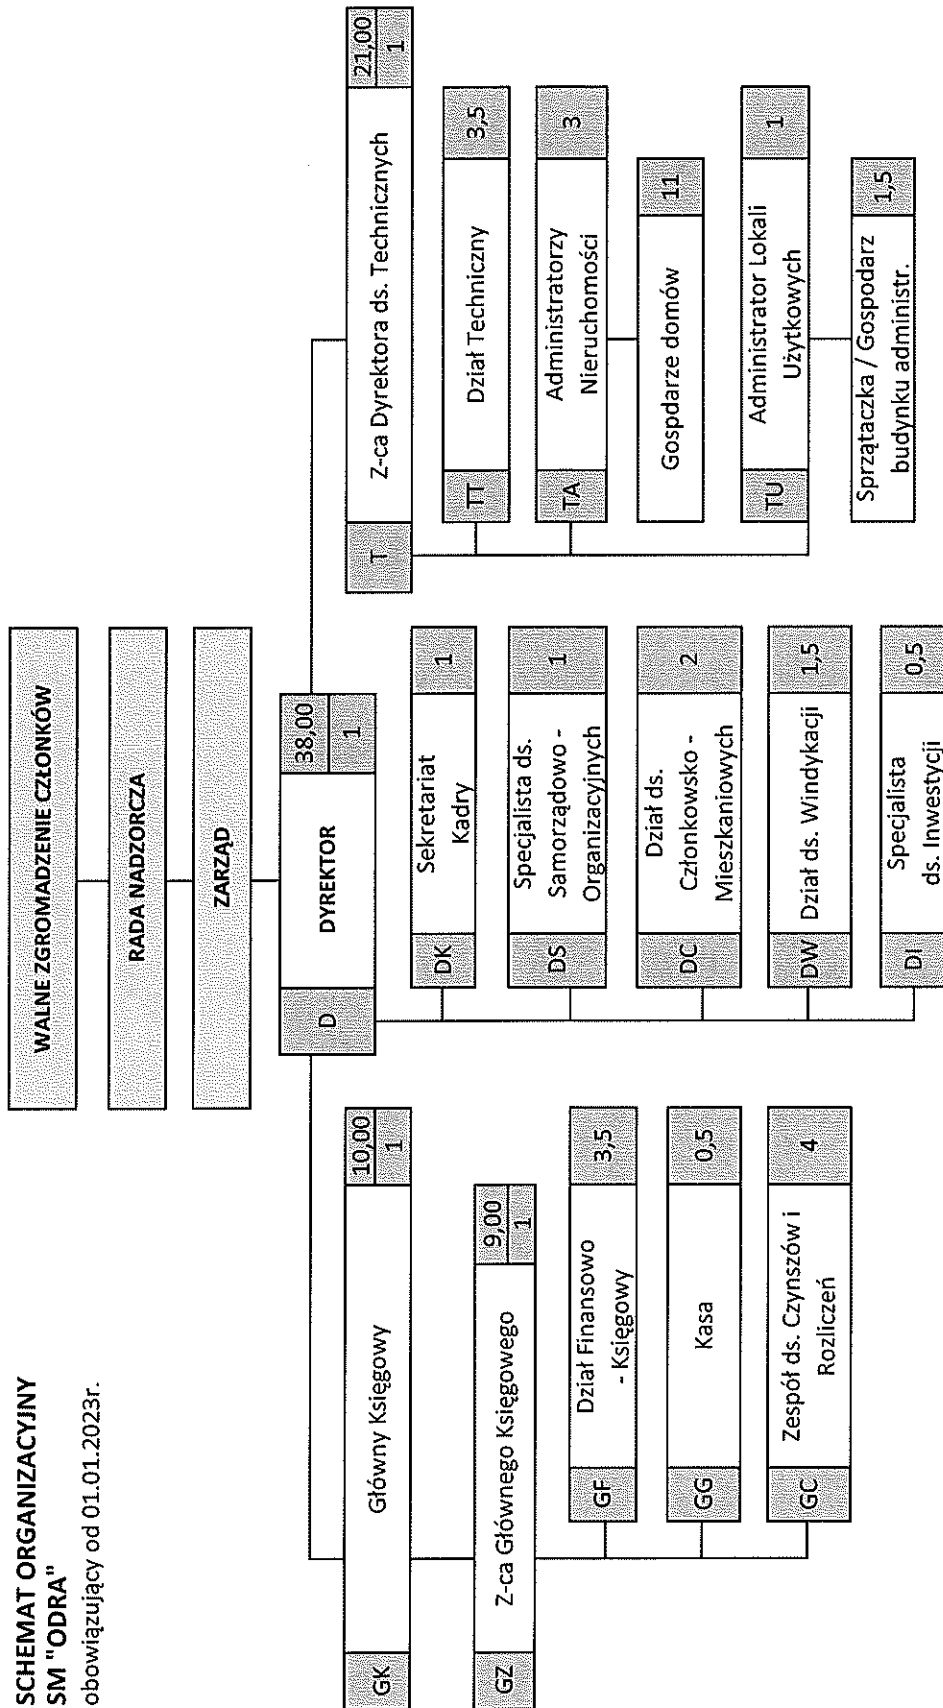 SCHEMAT ORGANIZACYJNY
SM "ODRA"
obowiązujący od 01.01.2023r.
WALNE ZGROMADZENIE CZŁONKÓW
RADA NADZORCZA
ZARZĄD
D
DYREKTOR
38,00
1
GK
Główny Księgowy
10,00
1
GZ
Z-ca Głównego Księgowego
9,00
1
GF
Dział Finansowo
- Księgowy
3,5
GG
Kasa
0,5
GC
Zespół ds. Czynszów i
Rozliczeń
4
DK
Sekretariat
Kadry
1
DS
Specjalista ds.
Samorządowo -
Organizacyjnych
1
DC
Dział ds.
Członkowsko -
Mieszkaniowych
2
DW
Dział ds. Windykacji
1,5
DI
Specjalista
ds. Inwestycji
0,5
T
Z-ca Dyrektora ds. Technicznych
21,00
1
TT
Dział Techniczny
3,5
TA
Administratorzy
Nieruchomości
3
Gospdarze domów
11
TU
Administrator Lokali
Użytkowych
1
Sprzątaczka / Gospodarz
budynku administr.
1,5